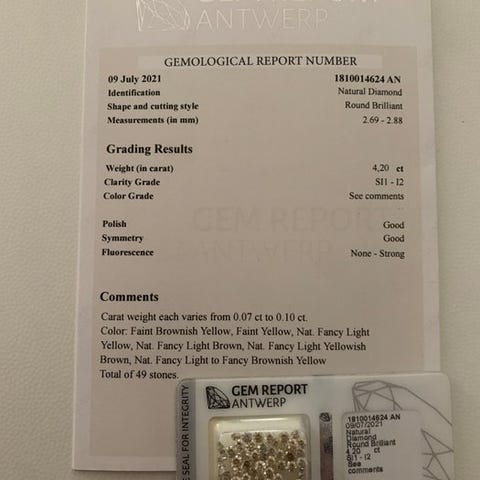 ANTWERP
GEMOLOGICAL REPORT NUMBER
09 July 2021 1810014624 AN
Identification Natural Diamond
Shape and cutting style Round Brilliant
Measurements (in mm) 2.69 - 2.88
Grading Results
Weight (in carat) 4,20 ct
Clarity Grade SI1 - I2
Color Grade See comments
GEM REPORT
ANTWERP
Polish Good
Symmetry Good
Fluorescence None - Strong
Comments
Carat weight each varies from 0.07 ct to 0.10 ct.
Color: Faint Brownish Yellow, Faint Yellow, Nat. Fancy Light
Yellow, Nat. Fancy Light Brown, Nat. Fancy Light Yellowish
Brown, Nat. Fancy Light to Fancy Brownish Yellow
Total of 49 stones.
SEAL FOR INTEGRITY
GEM REPORT
ANTWERP
1810014624 AN
09/07/2021
Natural
Diamond
Round Brilliant
4,20 ct
SI1 - I2
See
comments